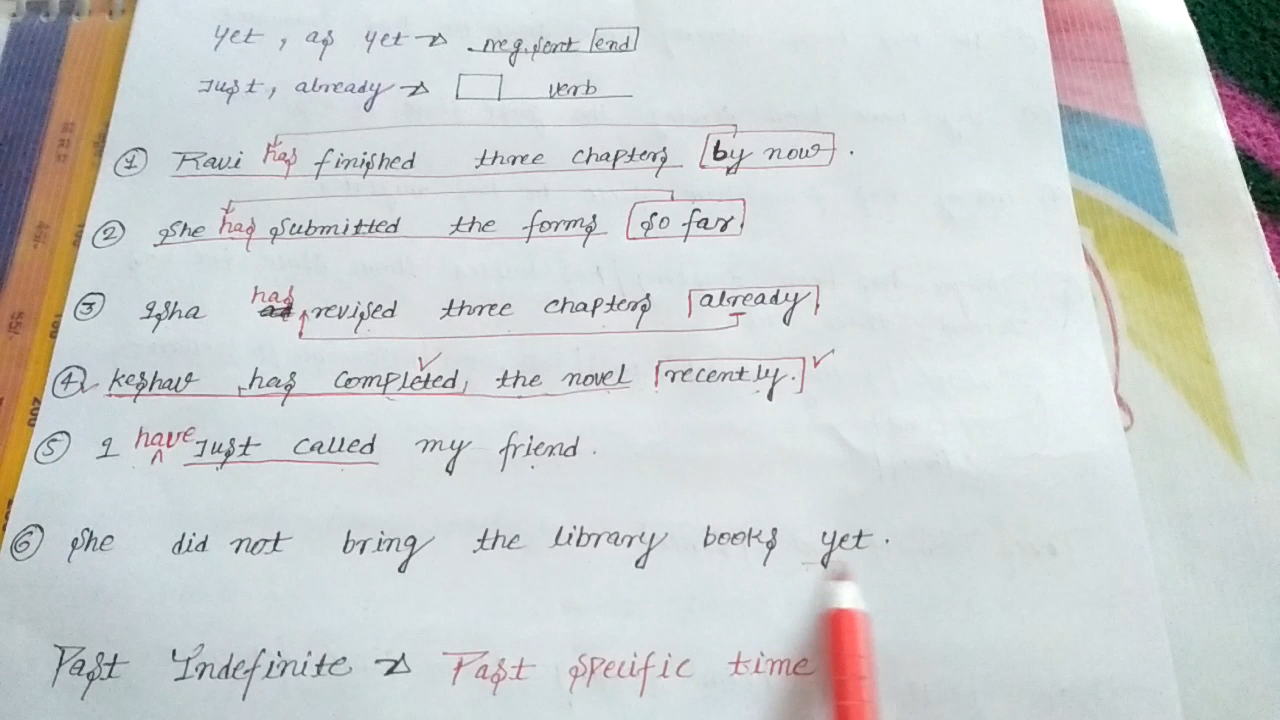 yet, as yet → neg. sent end
Just, already → verb
① Ravi has finished three chapters by now.
② She has submitted the forms so far
③ Isha has revised three chapters already
④ Keshav has completed, the novel recently.
⑤ I have Just called my friend.
⑥ She did not bring the library books yet.
Past Indefinite → Past specific time